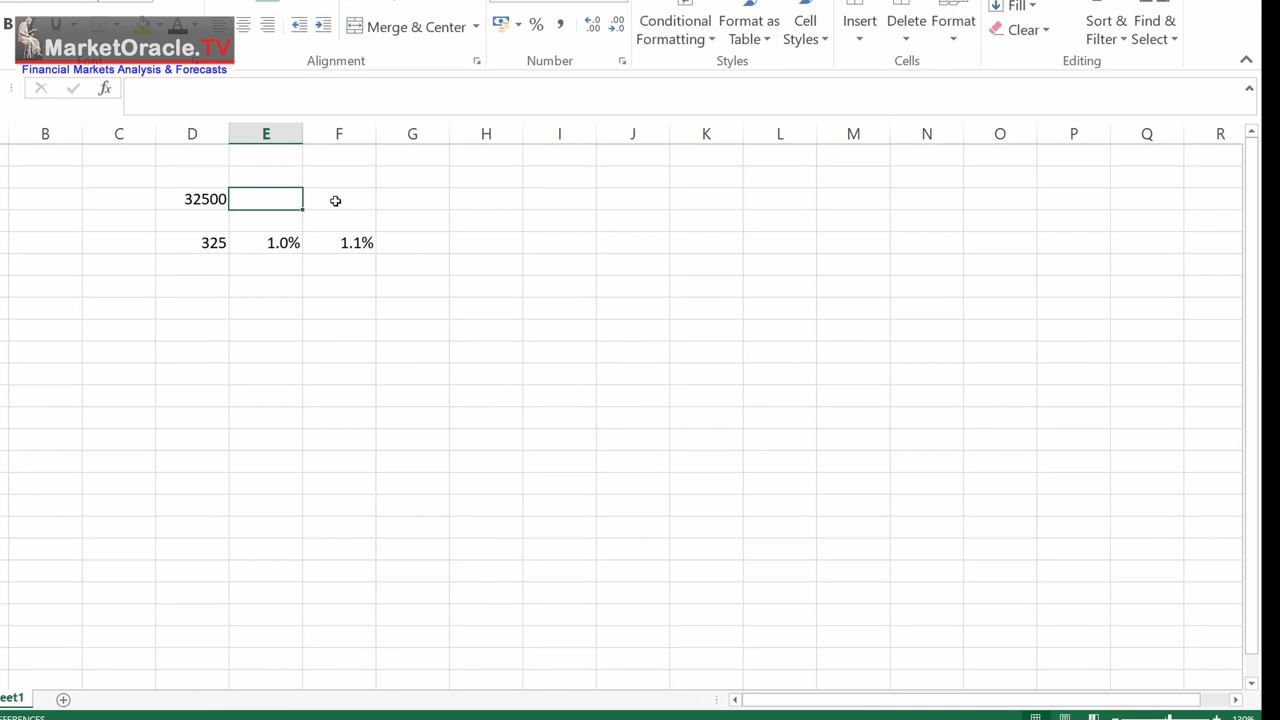 B U
Merge & Center
% ,
Conditional Formatting
Format as Table
Cell Styles
Insert
Delete
Format
Fill
Clear
Sort & Filter
Find & Select
MarketOracle.TV
Financial Markets Analysis & Forecasts
Alignment
Number
Styles
Cells
Editing
fx
B C D E F G H I J K L M N O P Q R
32500
325 1.0% 1.1%
eet1
130%